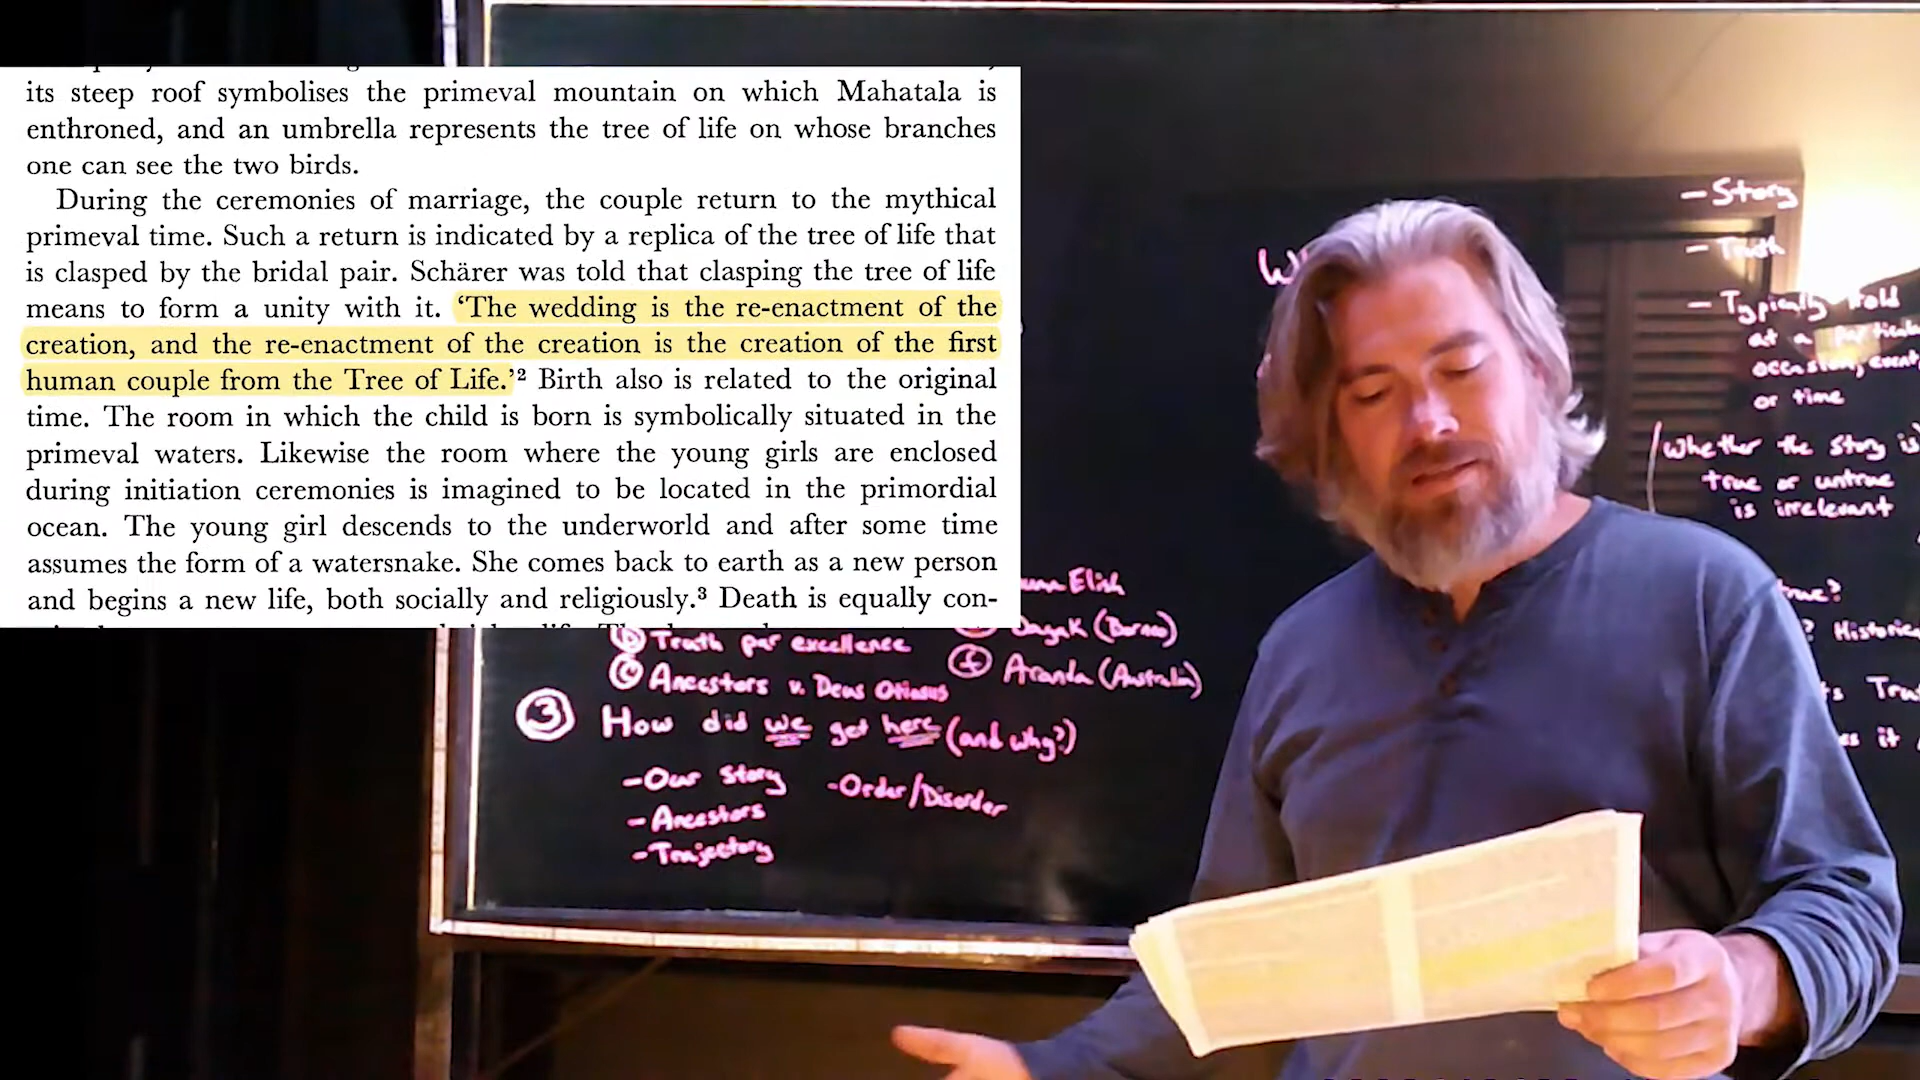 its steep roof symbolises the primeval mountain on which Mahatala is
enthroned, and an umbrella represents the tree of life on whose branches
one can see the two birds.
During the ceremonies of marriage, the couple return to the mythical
primeval time. Such a return is indicated by a replica of the tree of life that
is clasped by the bridal pair. Schärer was told that clasping the tree of life
means to form a unity with it. ‘The wedding is the re-enactment of the
creation, and the re-enactment of the creation is the creation of the first
human couple from the Tree of Life.’²  Birth also is related to the original
time. The room in which the child is born is symbolically situated in the
primeval waters. Likewise the room where the young girls are enclosed
during initiation ceremonies is imagined to be located in the primordial
ocean. The young girl descends to the underworld and after some time
assumes the form of a watersnake. She comes back to earth as a new person
and begins a new life, both socially and religiously.³ Death is equally con-
Elish
b Truth par excellence
Dayak (Borneo)
c Ancestors v. Deus Otiosus
f Aranda (Australia)
3 How did we get here (and why?)
- Our Story
- Order/Disorder
- Ancestors
- Trajectory
- Story
- Truth
- Typically told
at a
occasion, event,
or time
(Whether the story is
true or untrue
is irrelevant
true?
it